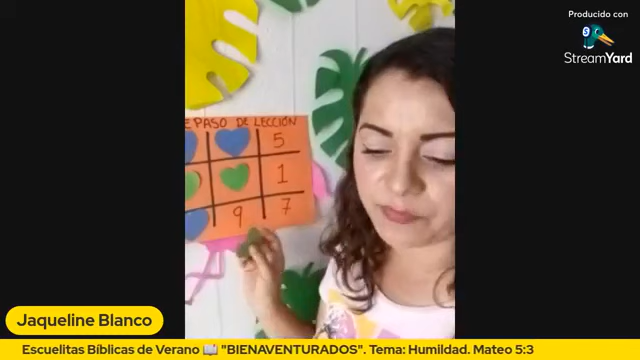 Producido con
StreamYard
E PASO DE LECCIÓN
5
1
9 7
Jaqueline Blanco
Escuelitas Bíblicas de Verano 📖 "BIENAVENTURADOS". Tema: Humildad. Mateo 5:3